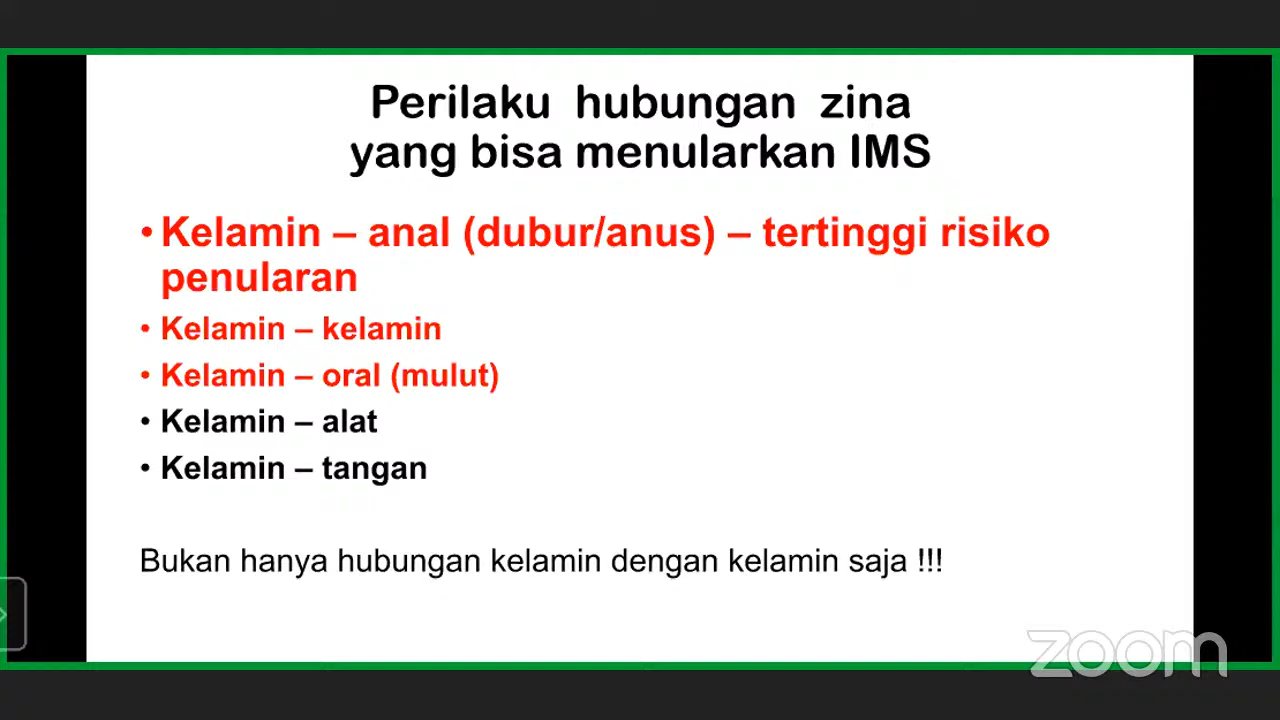 Perilaku hubungan zina
yang bisa menularkan IMS
• Kelamin – anal (dubur/anus) – tertinggi risiko
penularan
• Kelamin – kelamin
• Kelamin – oral (mulut)
• Kelamin – alat
• Kelamin – tangan
Bukan hanya hubungan kelamin dengan kelamin saja !!!
zoom